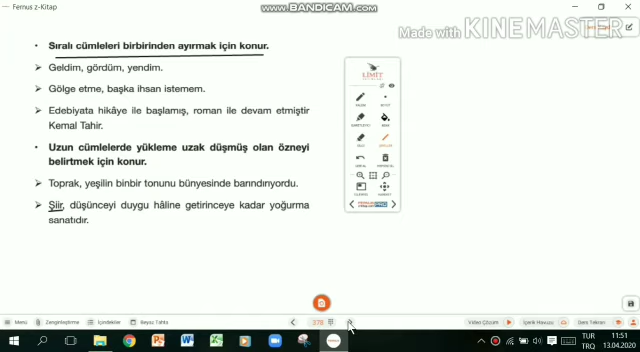 Fernus z-Kitap
www.BANDICAM.com
Made with KINEMASTER
• Sıralı cümleleri birbirinden ayırmak için konur.
➤ Geldim, gördüm, yendim.
➤ Gölge etme, başka ihsan istemem.
➤ Edebiyata hikâye ile başlamış, roman ile devam etmiştir
Kemal Tahir.
• Uzun cümlelerde yükleme uzak düşmüş olan özneyi
belirtmek için konur.
➤ Toprak, yeşilin binbir tonunu bünyesinde barındırıyordu.
➤ Şiir, düşünceyi duygu hâline getirinceye kadar yoğurma
sanatıdır.
LİMİT
Menü
Zenginleştirme
İçindekiler
Beyaz Tahta
378
Video Çözüm
İçerik Havuzu
Ders Tekrarı
TUR
TRQ
11:51
13.04.2020